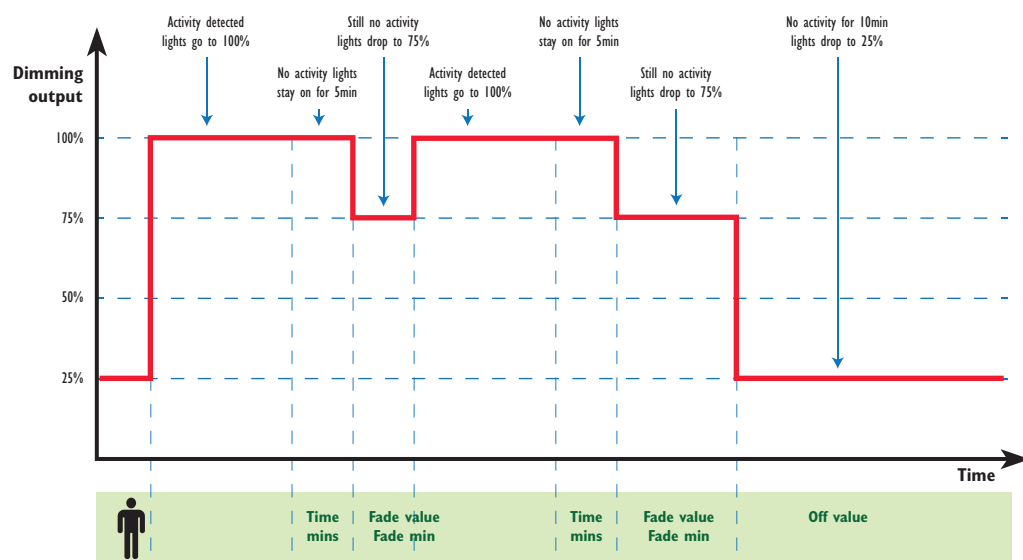 Activity detected
lights go to 100%
Still no activity
lights drop to 75%
No activity lights
stay on for 5min
No activity for 10min
lights drop to 25%
Dimming
output
No activity lights
stay on for 5min
Activity detected
lights go to 100%
Still no activity
lights drop to 75%
100%
75%
50%
25%
Time
Time
mins
Fade value
Fade min
Time
mins
Fade value
Fade min
Off value